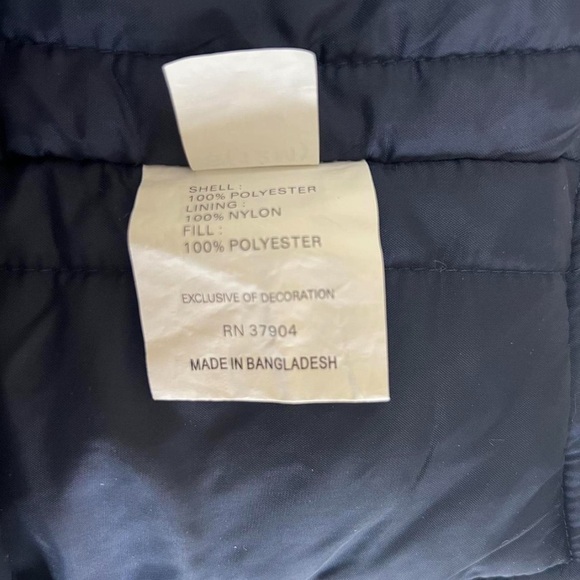 SHELL :
100% POLYESTER
LINING :
100% NYLON
FILL :
100% POLYESTER
EXCLUSIVE OF DECORATION
RN 37904
MADE IN BANGLADESH